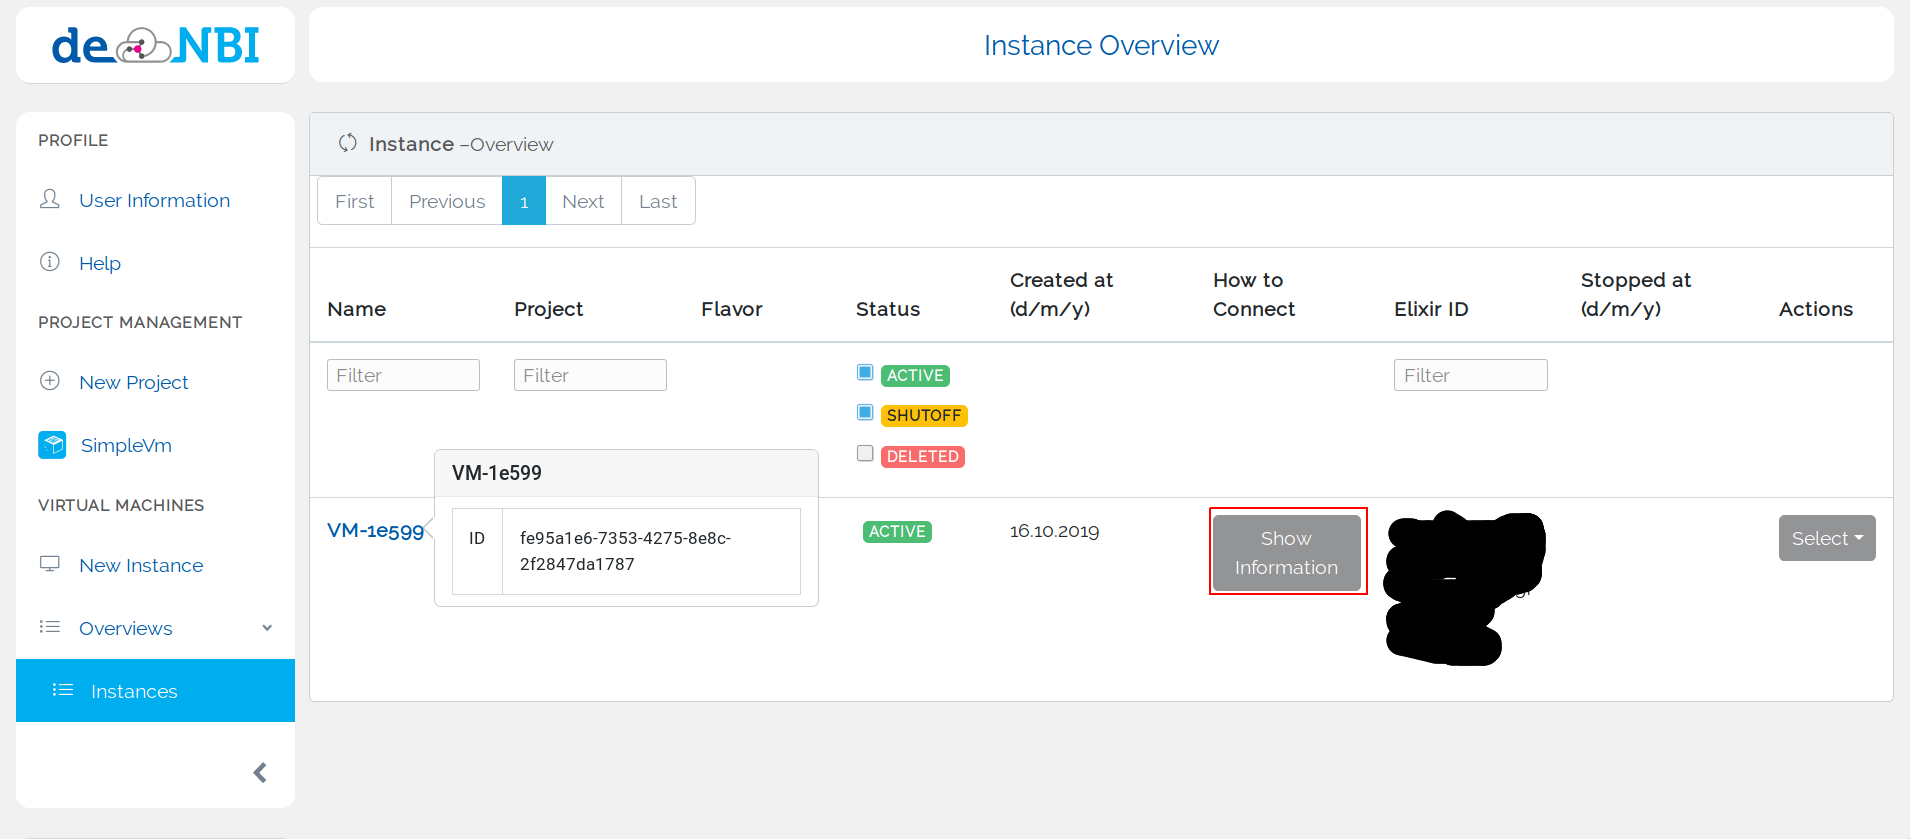 de NBI
Instance Overview
PROFILE
User Information
Help
PROJECT MANAGEMENT
New Project
SimpleVm
VIRTUAL MACHINES
New Instance
Overviews
Instances
Instance –Overview
First Previous 1 Next Last
Name Project Flavor Status Created at (d/m/y) How to Connect Elixir ID Stopped at (d/m/y) Actions
Filter Filter Filter
ACTIVE
SHUTOFF
DELETED
VM-1e599
VM-1e599
ID fe95a1e6-7353-4275-8e8c-
2f2847da1787
ACTIVE
16.10.2019
Show
Information
Select